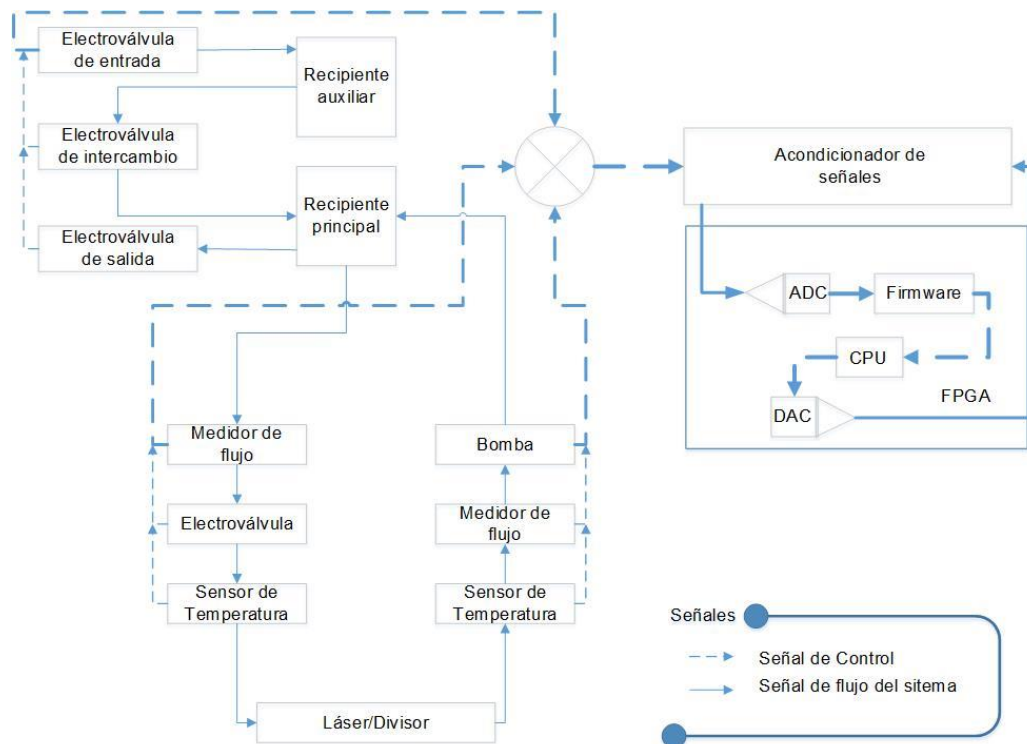 Electroválvula
de entrada
Recipiente
auxiliar
Electroválvula
de intercambio
Recipiente
principal
Electroválvula
de salida
Acondicionador de
señales
ADC
Firmware
CPU
DAC
FPGA
Medidor de
flujo
Electroválvula
Sensor de
Temperatura
Bomba
Medidor de
flujo
Sensor de
Temperatura
Láser/Divisor
Señales
Señal de Control
Señal de flujo del sitema